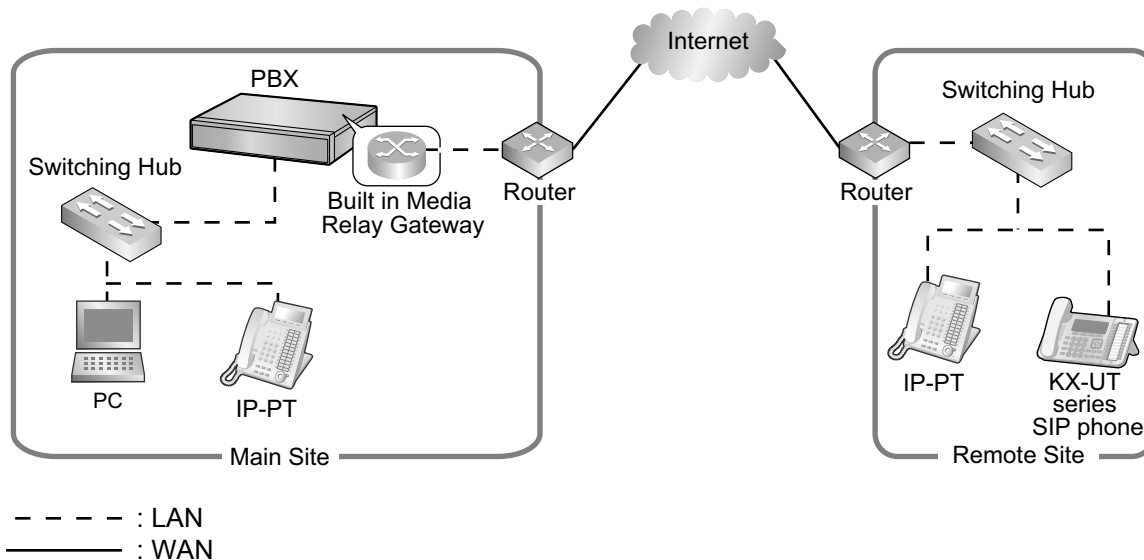 Internet
PBX
Switching Hub
Built in Media
Relay Gateway
Router
PC
IP-PT
Main Site
Router
Switching Hub
IP-PT
KX-UT
series
SIP phone
Remote Site
: LAN
: WAN